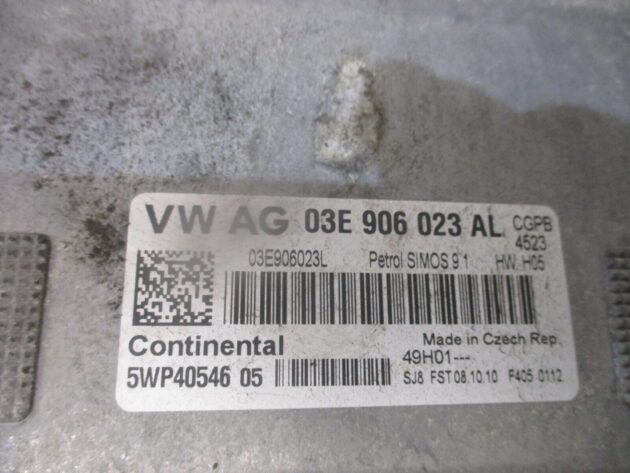 VW AG 03E 906 023 AL CGPB
4523
03E906023L Petrol SIMOS 9.1 HW H05
Continental Made in Czech Rep.
49H01---
5WP40546 05 SJ8 FST 08.10.10 F405 0112